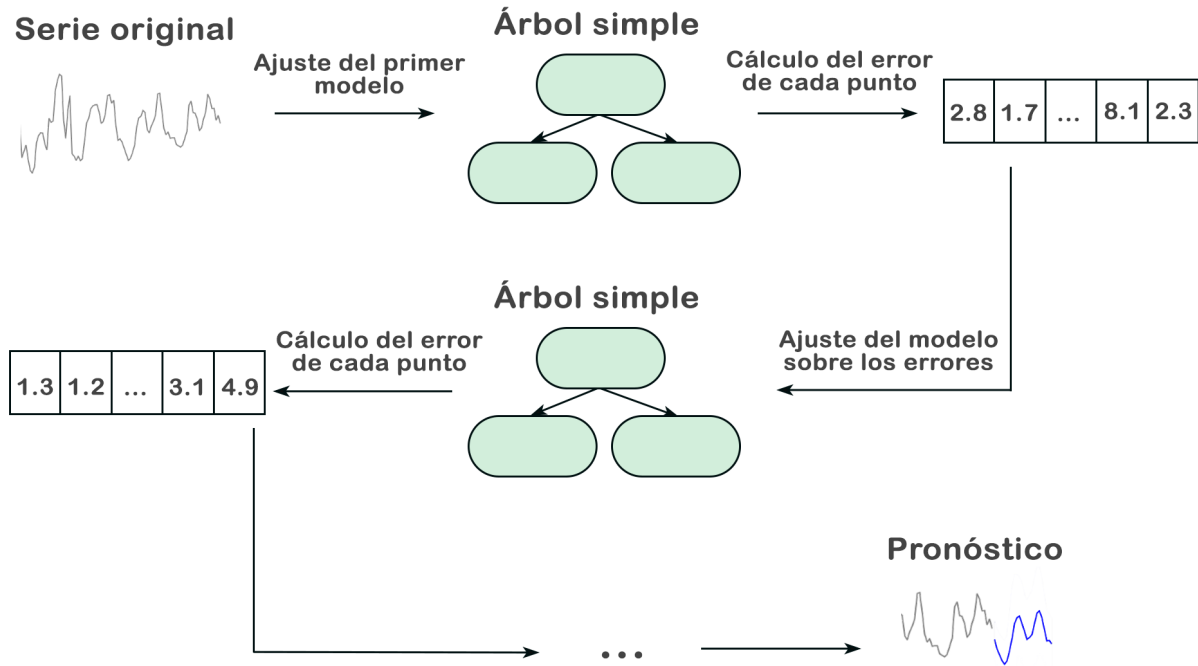 Serie original
Árbol simple
Ajuste del primer
modelo
Cálculo del error
de cada punto
2.8 1.7 ... 8.1 2.3
Árbol simple
Ajuste del modelo
sobre los errores
Cálculo del error
de cada punto
1.3 1.2 ... 3.1 4.9
Pronóstico
...